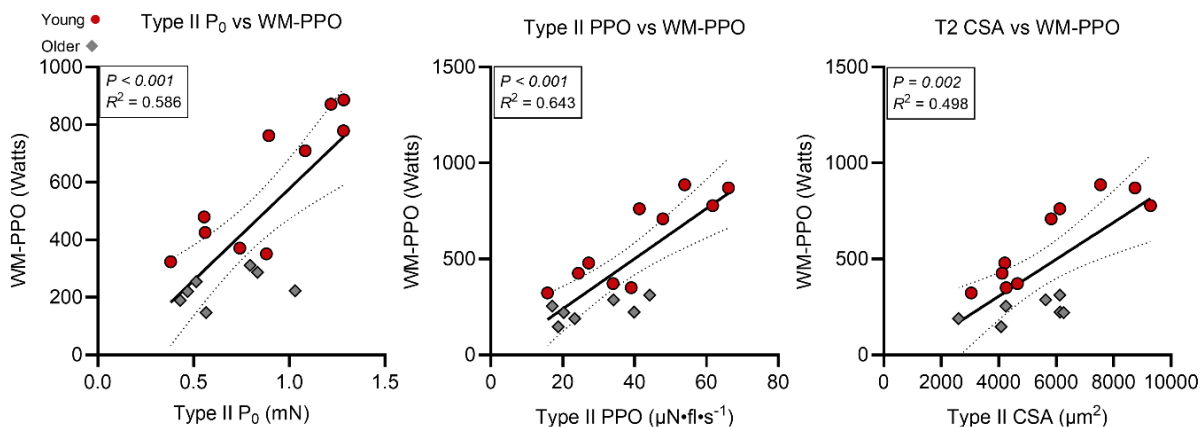 Young
Older
Type II P₀ vs WM-PPO
P < 0.001
R² = 0.586
WM-PPO (Watts)
1000
800
600
400
200
0
0.0 0.5 1.0 1.5
Type II P₀ (mN)
Type II PPO vs WM-PPO
P < 0.001
R² = 0.643
WM-PPO (Watts)
1500
1000
500
0
0 20 40 60 80
Type II PPO (µN•fl•s⁻¹)
T2 CSA vs WM-PPO
P = 0.002
R² = 0.498
WM-PPO (Watts)
1500
1000
500
0
2000 4000 6000 8000 10000
Type II CSA (µm²)